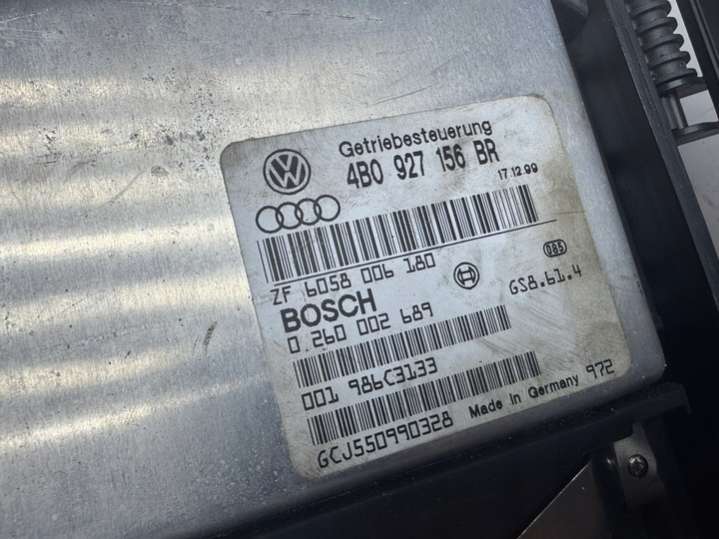 Getriebesteuerung
4B0 927 156 BR
17.12.99
ZF 6058 006 180
085
BOSCH
GS8.61.4
0 260 002 689
001 986C3133
Made in Germany 972
GCJ550990328